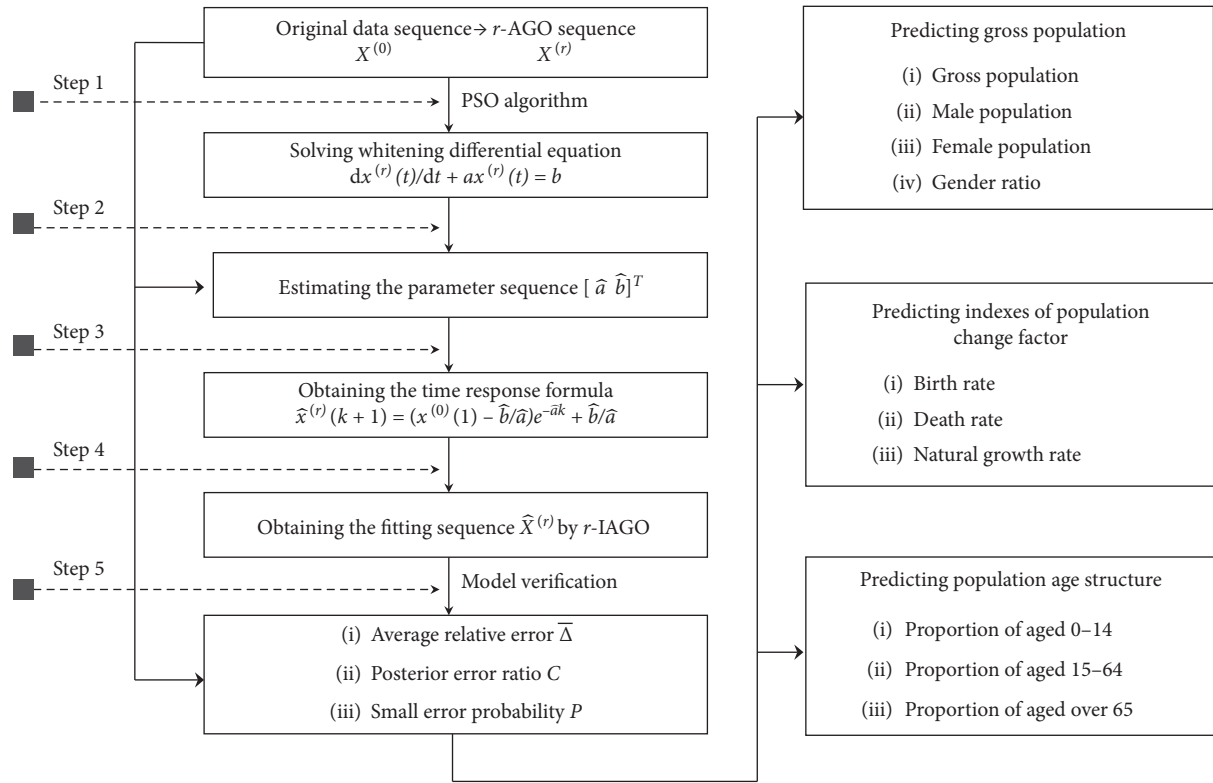 Original data sequence → r-AGO sequence
X^(0) X^(r)
Step 1
PSO algorithm
Solving whitening differential equation
dx^(r)(t)/dt + ax^(r)(t) = b
Step 2
Estimating the parameter sequence [ â b̂]^T
Step 3
Obtaining the time response formula
x̂^(r)(k + 1) = (x^(0)(1) – b̂/â)e^–âk + b̂/â
Step 4
Obtaining the fitting sequence X̂^(r) by r-IAGO
Step 5
Model verification
(i) Average relative error Δ̅
(ii) Posterior error ratio C
(iii) Small error probability P
Predicting gross population
(i) Gross population
(ii) Male population
(iii) Female population
(iv) Gender ratio
Predicting indexes of population
change factor
(i) Birth rate
(ii) Death rate
(iii) Natural growth rate
Predicting population age structure
(i) Proportion of aged 0–14
(ii) Proportion of aged 15–64
(iii) Proportion of aged over 65